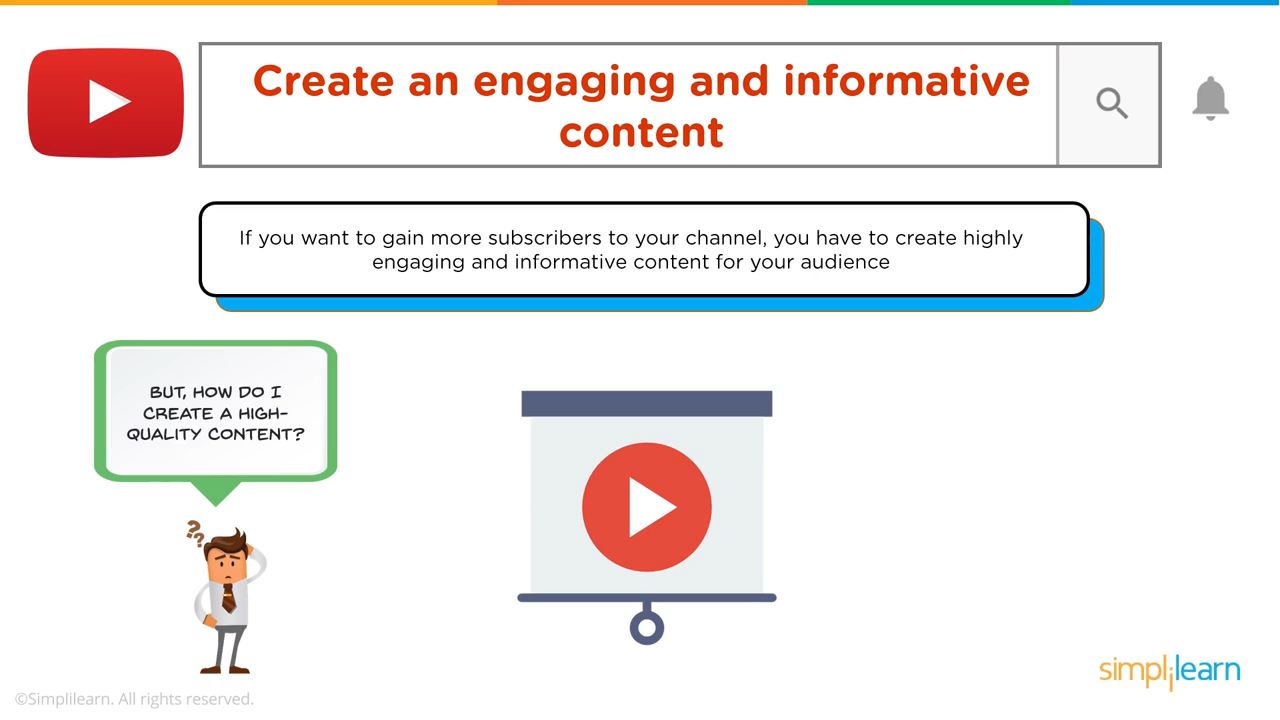 Create an engaging and informative
content
If you want to gain more subscribers to your channel, you have to create highly
engaging and informative content for your audience
BUT, HOW DO I
CREATE A HIGH-
QUALITY CONTENT?
??
simplilearn
©Simplilearn. All rights reserved.